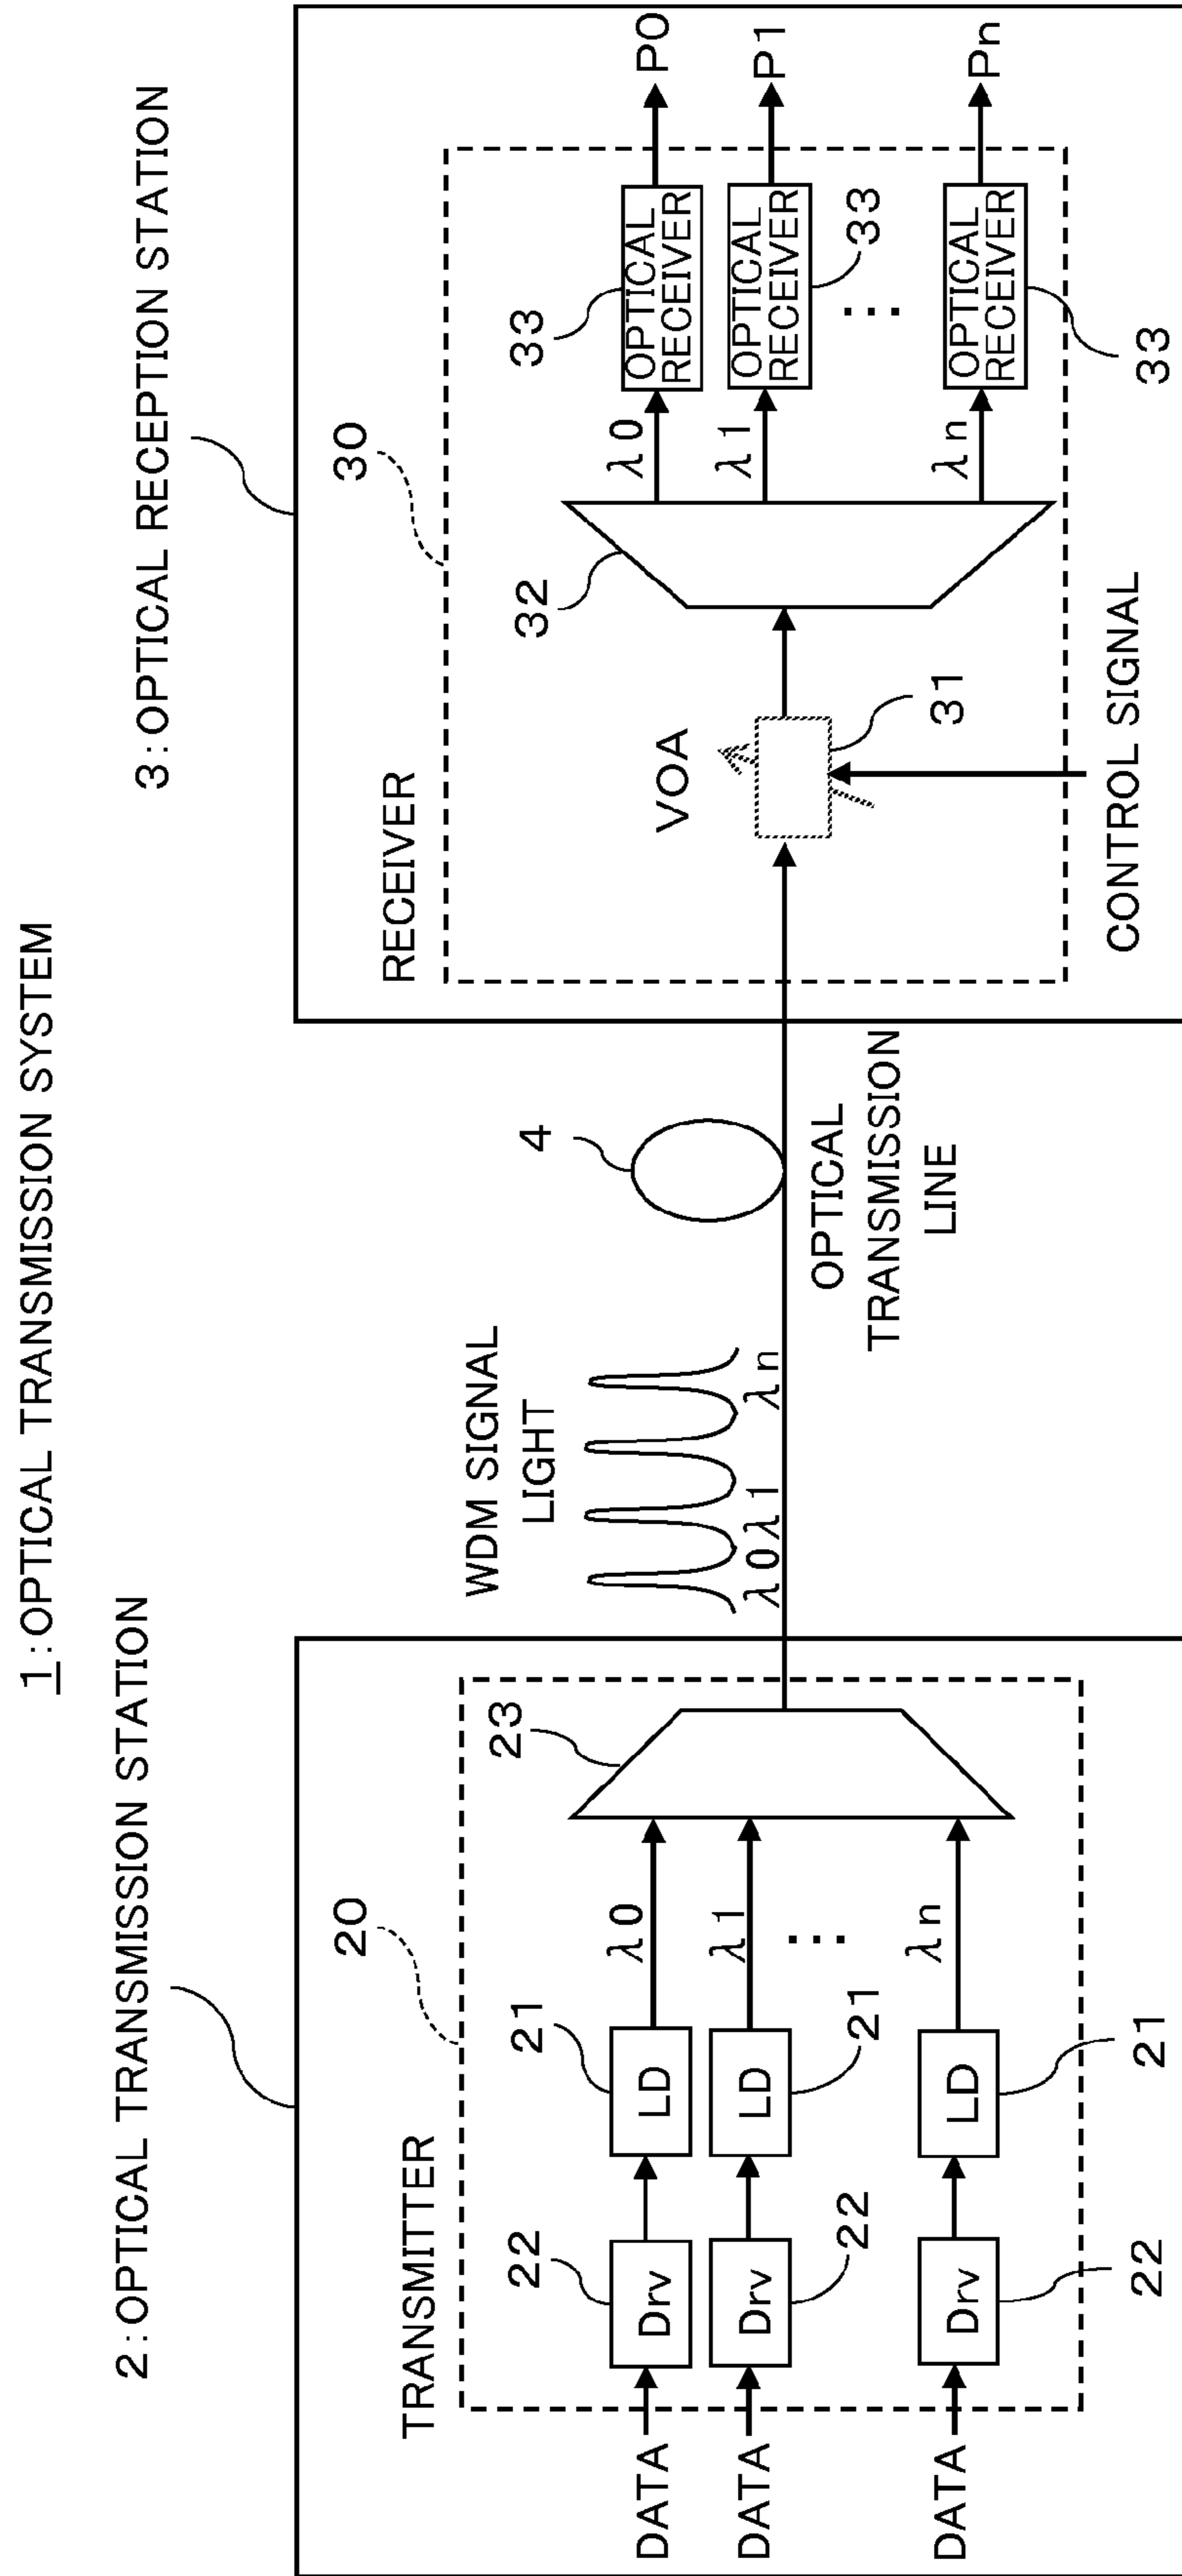 1:OPTICAL TRANSMISSION SYSTEM
2:OPTICAL TRANSMISSION STATION
3:OPTICAL RECEPTION STATION
TRANSMITTER
20
DATA
22
Drv
21
LD
λ0
23
DATA
Drv
22
LD
21
λ1
...
DATA
Drv
22
LD
21
λn
WDM SIGNAL
LIGHT
λ0 λ1 λn
4
OPTICAL
TRANSMISSION
LINE
RECEIVER
30
VOA
31
CONTROL SIGNAL
32
λ0
33
OPTICAL
RECEIVER
P0
λ1
OPTICAL
RECEIVER
33
P1
...
λn
OPTICAL
RECEIVER
33
Pn